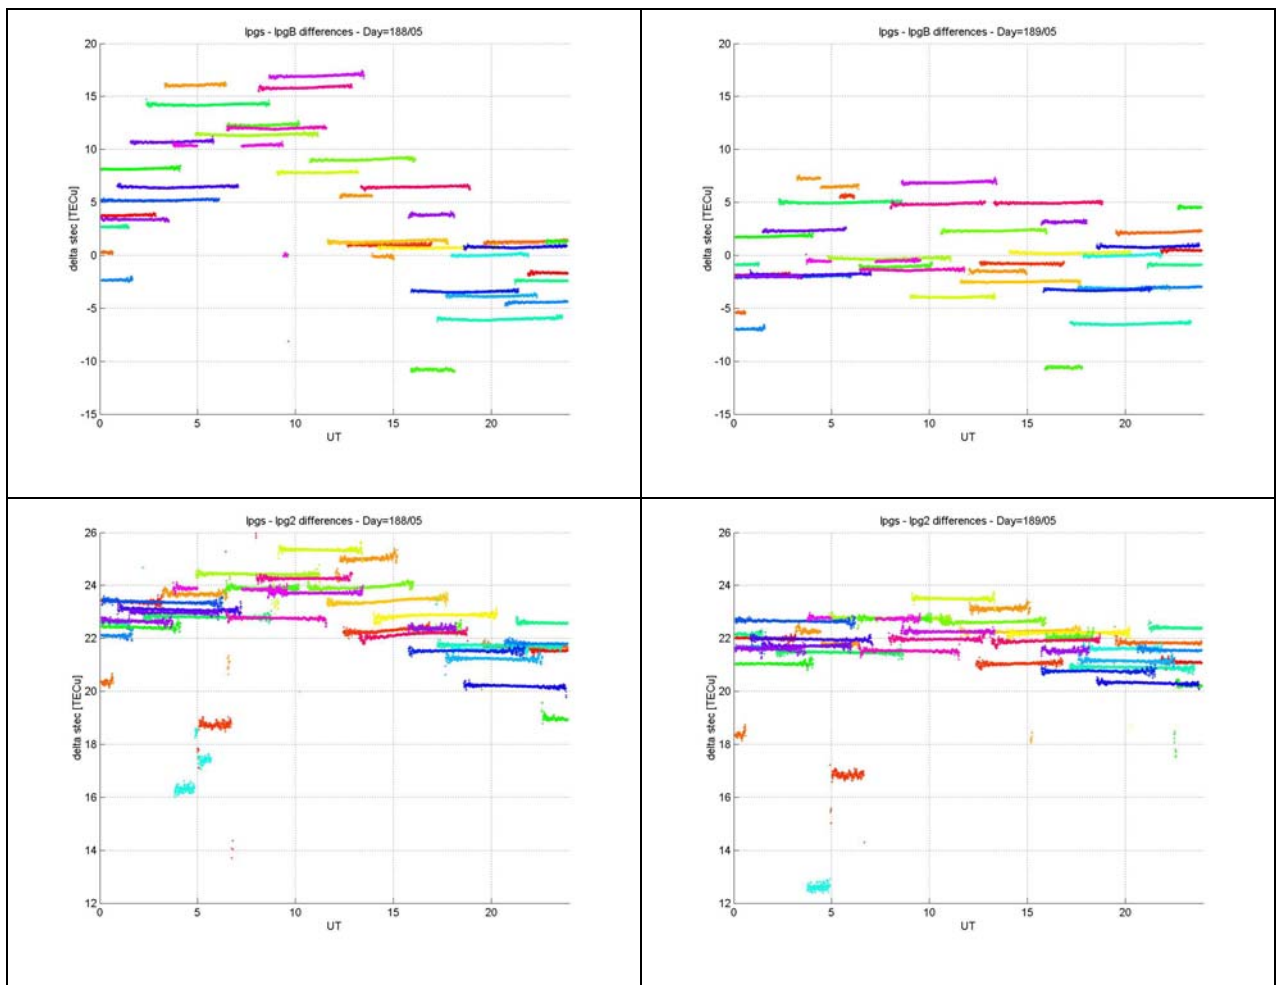 lpgs - lpgB differences - Day=188/05
20
15
10
5
0
-5
-10
-15
delta stec [TECu]
0 5 10 15 20
UT
lpgs - lpgB differences - Day=189/05
20
15
10
5
0
-5
-10
-15
delta stec [TECu]
0 5 10 15 20
UT
lpgs - lpg2 differences - Day=188/05
26
24
22
20
18
16
14
12
delta stec [TECu]
0 5 10 15 20
UT
lpgs - lpg2 differences - Day=189/05
26
24
22
20
18
16
14
12
delta stec [TECu]
0 5 10 15 20
UT